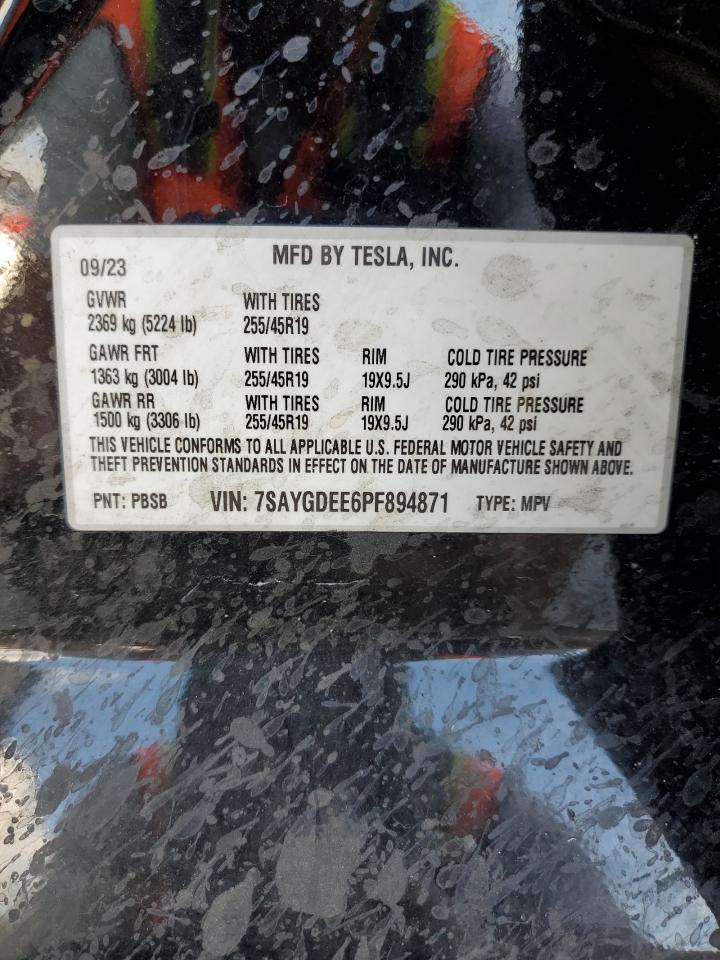 MFD BY TESLA, INC.
09/23
GVWR WITH TIRES
2369 kg (5224 lb) 255/45R19
GAWR FRT WITH TIRES RIM COLD TIRE PRESSURE
1363 kg (3004 lb) 255/45R19 19X9.5J 290 kPa, 42 psi
GAWR RR WITH TIRES RIM COLD TIRE PRESSURE
1500 kg (3306 lb) 255/45R19 19X9.5J 290 kPa, 42 psi
THIS VEHICLE CONFORMS TO ALL APPLICABLE U.S. FEDERAL MOTOR VEHICLE SAFETY AND
THEFT PREVENTION STANDARDS IN EFFECT ON THE DATE OF MANUFACTURE SHOWN ABOVE.
PNT: PBSB VIN: 7SAYGDEE6PF894871 TYPE: MPV